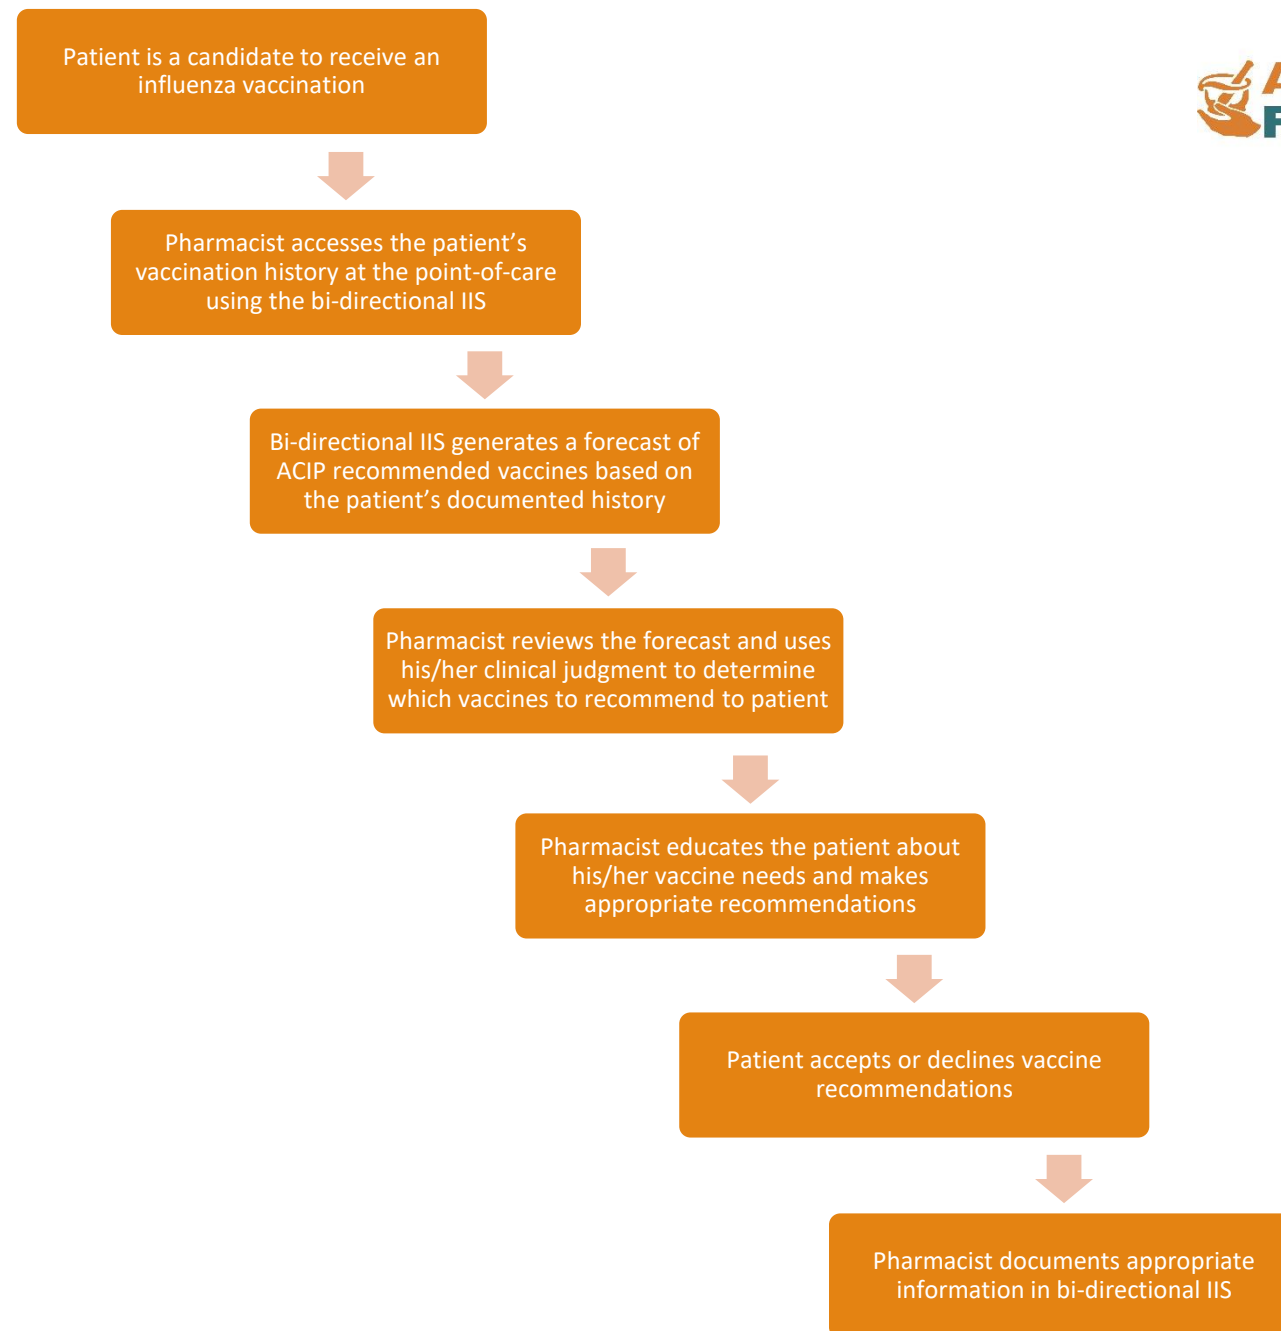 Patient is a candidate to receive an
influenza vaccination
Pharmacist accesses the patient’s
vaccination history at the point-of-care
using the bi-directional IIS
Bi-directional IIS generates a forecast of
ACIP recommended vaccines based on
the patient’s documented history
Pharmacist reviews the forecast and uses
his/her clinical judgment to determine
which vaccines to recommend to patient
Pharmacist educates the patient about
his/her vaccine needs and makes
appropriate recommendations
Patient accepts or declines vaccine
recommendations
Pharmacist documents appropriate
information in bi-directional IIS